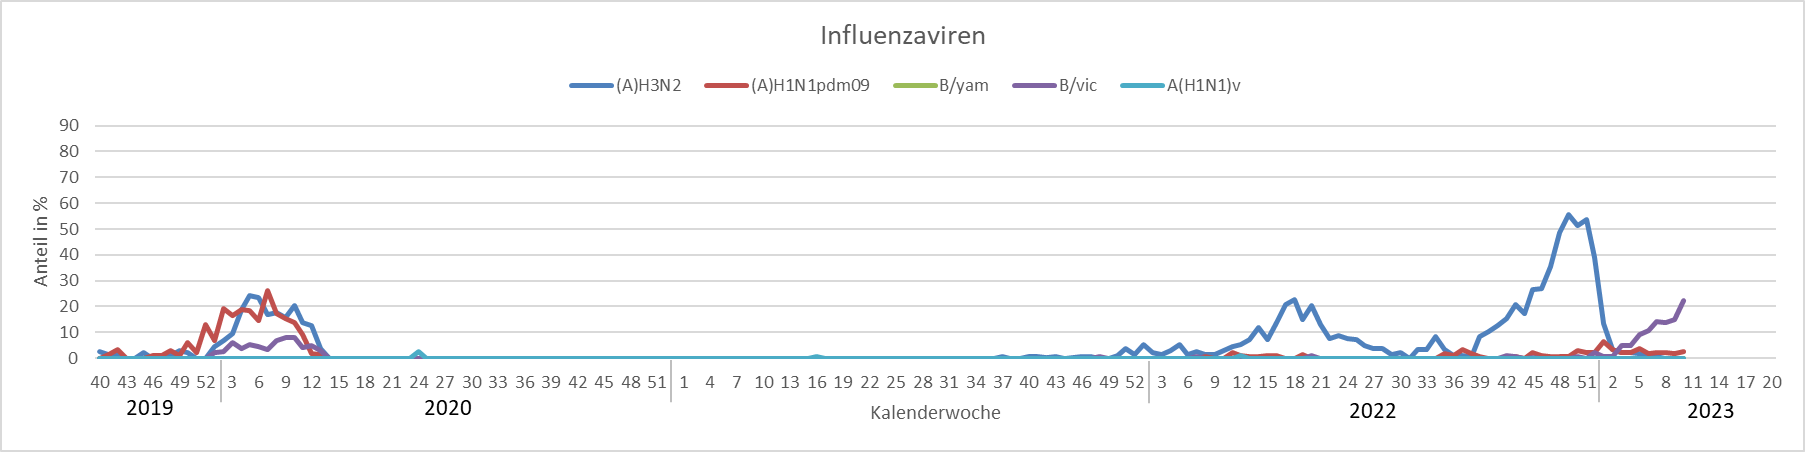 Influenzaviren
(A)H3N2 (A)H1N1pdm09 B/yam B/vic A(H1N1)v
Anteil in %
90
80
70
60
50
40
30
20
10
0
40 43 46 49 52 3 6 9 12 15 18 21 24 27 30 33 36 39 42 45 48 51 1 4 7 10 13 16 19 22 25 28 31 34 37 40 43 46 49 52 3 6 9 12 15 18 21 24 27 30 33 36 39 42 45 48 51 2 5 8 11 14 17 20
2019 2020 Kalenderwoche 2022 2023